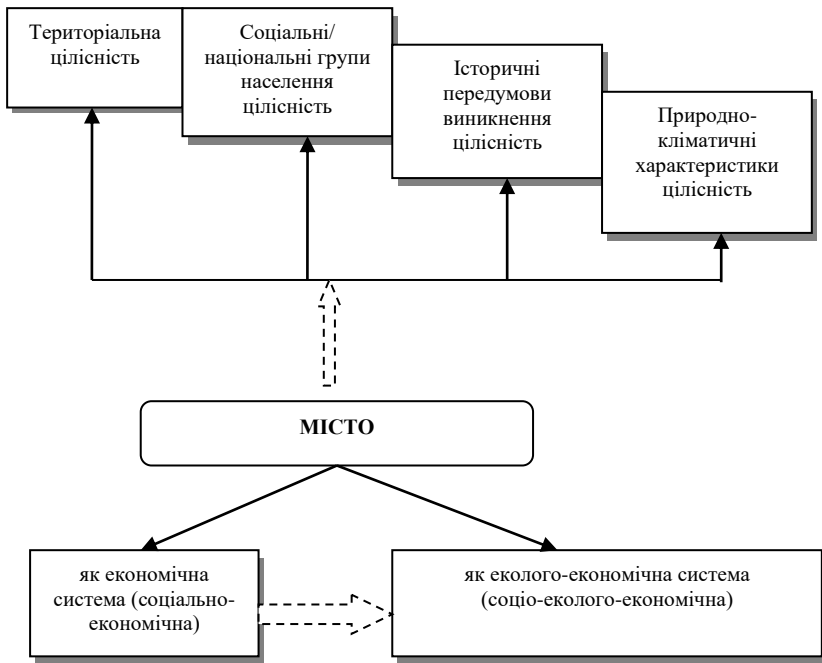 Територіальна
цілісність
Соціальні/
національні групи
населення
цілісність
Історичні
передумови
виникнення
цілісність
Природно-
кліматичні
характеристики
цілісність
МІСТО
як економічна
система (соціально-
економічна)
як еколого-економічна система
(соціо-еколого-економічна)